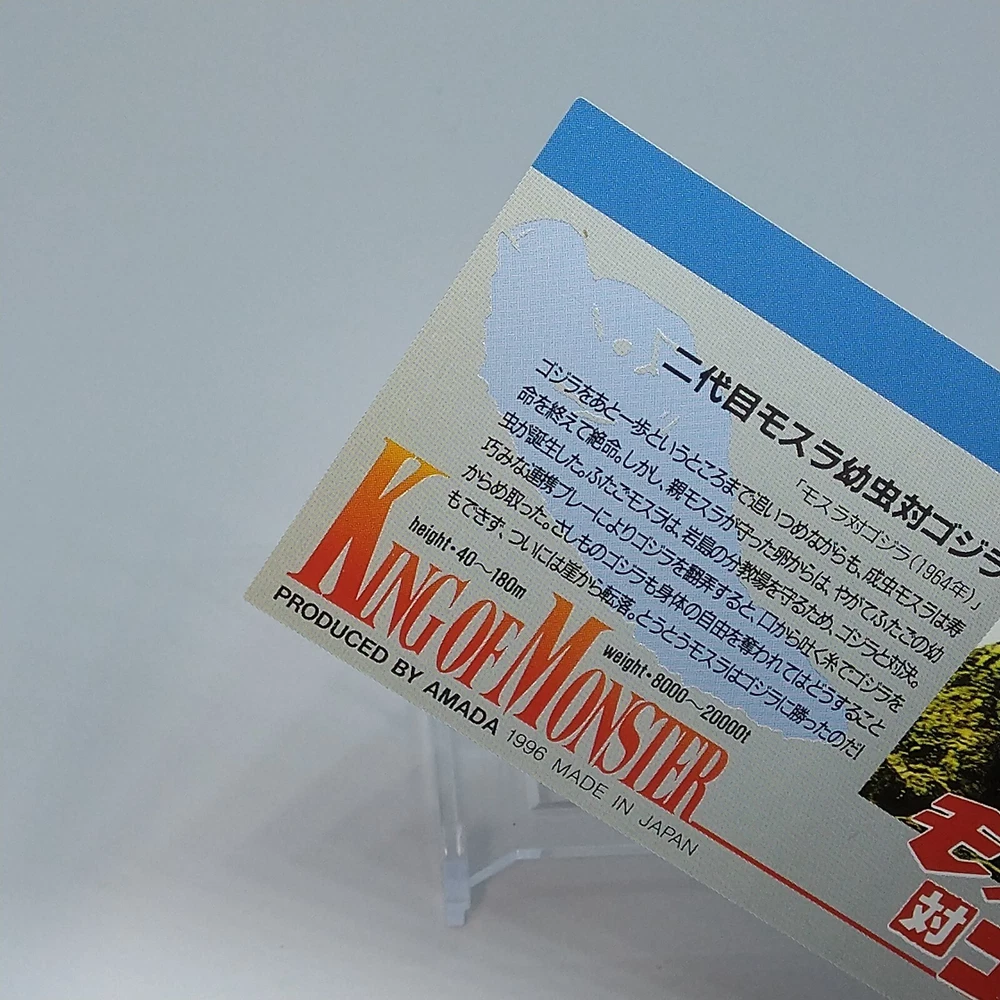 二代目モスラ幼虫対ゴジラ
「モスラ対ゴジラ(1964年)」
ゴジラをあと一歩というところまで追いつめながらも、成虫モスラは寿
命を終えて絶命。しかし、親モスラが守った卵からは、やがてふたごの幼
虫が誕生した。ふたごモスラは、岩島の分教場を守るため、ゴジラと対決。
巧みな連携プレーによりゴジラを翻弄すると、口から吐く糸でゴジラを
からめ取った。さしものゴジラも身体の自由を奪われてはどうすること
もできず、ついには崖から転落。とうとうモスラはゴジラに勝ったのだ!
height・40～180m
weight・8000～20000t
KING OF MONSTER
PRODUCED BY AMADA 1996 MADE IN JAPAN
モ
対